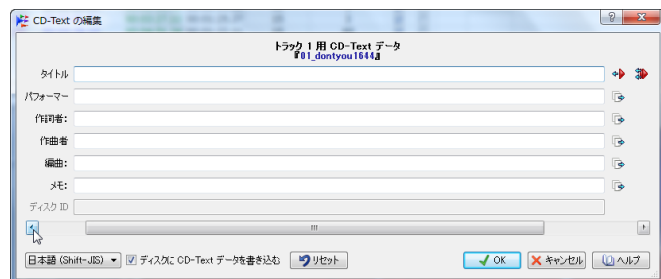 CD-Text の編集
トラック 1 用 CD-Text データ
『01_dontyou1644』
タイトル
パフォーマー
作詞者:
作曲者
編曲:
メモ:
ディスク ID
日本語 (Shift-JIS) ディスクに CD-Text データを書き込む リセット OK キャンセル ヘルプ